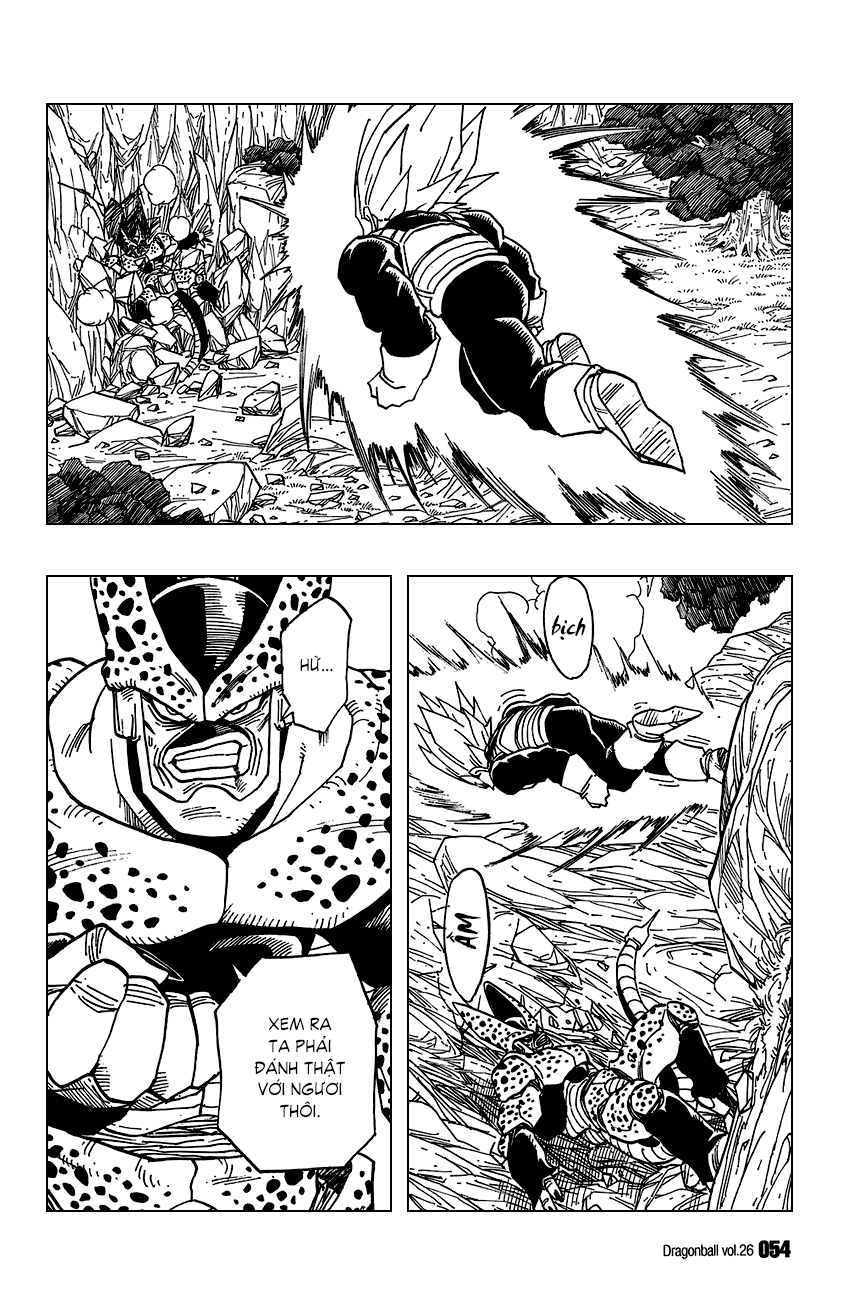 bịch
ẦM
HỪ...
XEM RA
TA PHẢI
ĐÁNH THẬT
VỚI NGƯƠI
THÔI.
Dragonball vol.26 054